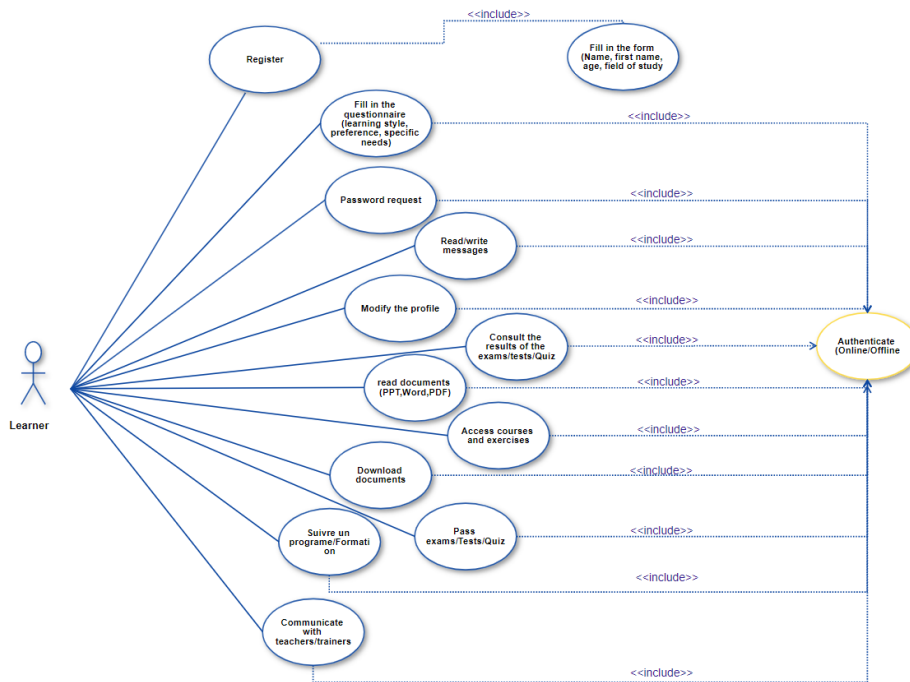 <<include>>
Register
Fill in the form
(Name, first name,
age, field of study
Fill in the
questionnaire
(learning style,
preference, specific
needs)
<<include>>
Password request
<<include>>
Read/write
messages
<<include>>
Modify the profile
<<include>>
Consult the
results of the
exams/tests/Quiz
<<include>>
Authenticate
(Online/Offline
read documents
(PPT,Word,PDF)
<<include>>
Learner
Access courses
and exercises
<<include>>
Download
documents
<<include>>
Pass
exams/Tests/Quiz
<<include>>
Suivre un
programe/Formati
on
<<include>>
Communicate
with
teachers/trainers
<<include>>